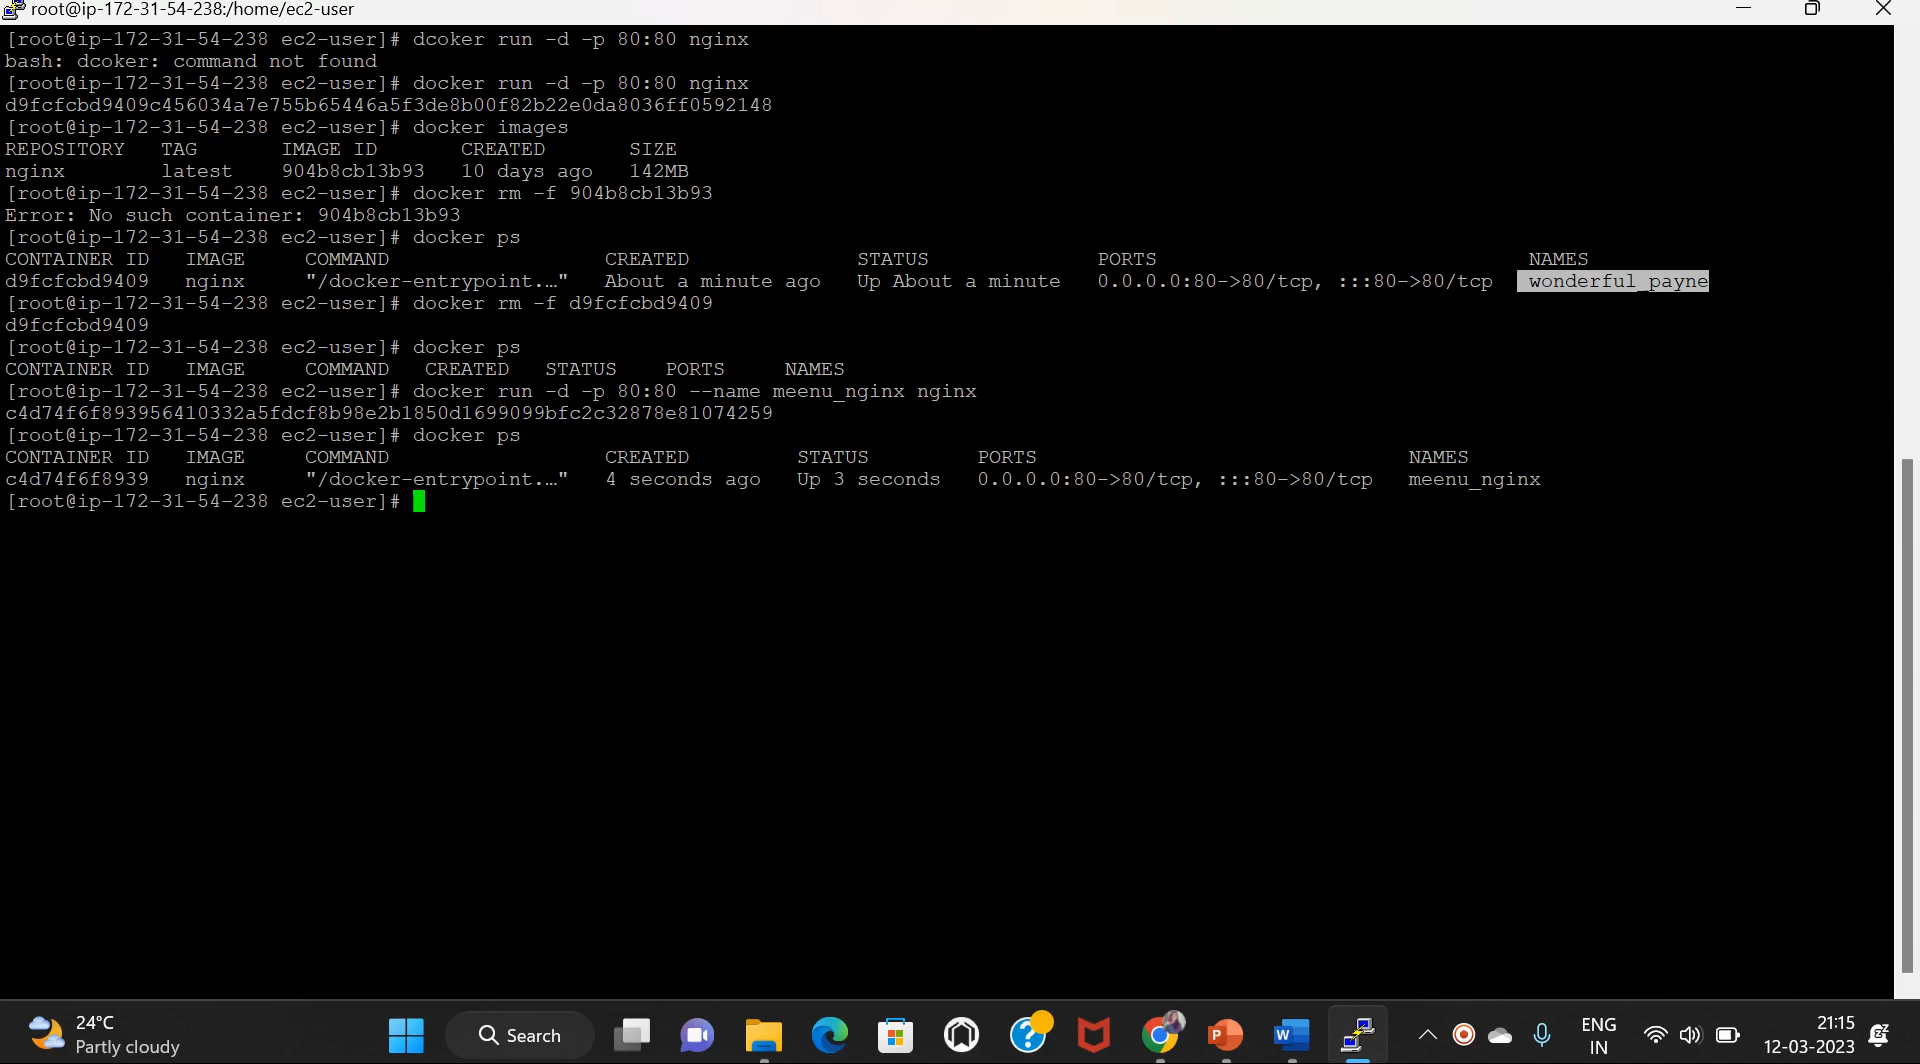 root@ip-172-31-54-238:/home/ec2-user
[root@ip-172-31-54-238 ec2-user]# dcoker run -d -p 80:80 nginx
bash: dcoker: command not found
[root@ip-172-31-54-238 ec2-user]# docker run -d -p 80:80 nginx
d9fcfcbd9409c456034a7e755b65446a5f3de8b00f82b22e0da8036ff0592148
[root@ip-172-31-54-238 ec2-user]# docker images
REPOSITORY   TAG       IMAGE ID       CREATED       SIZE
nginx        latest    904b8cb13b93   10 days ago   142MB
[root@ip-172-31-54-238 ec2-user]# docker rm -f 904b8cb13b93
Error: No such container: 904b8cb13b93
[root@ip-172-31-54-238 ec2-user]# docker ps
CONTAINER ID   IMAGE     COMMAND                  CREATED              STATUS              PORTS                               NAMES
d9fcfcbd9409   nginx     "/docker-entrypoint.…"   About a minute ago   Up About a minute   0.0.0.0:80->80/tcp, :::80->80/tcp   wonderful_payne
[root@ip-172-31-54-238 ec2-user]# docker rm -f d9fcfcbd9409
d9fcfcbd9409
[root@ip-172-31-54-238 ec2-user]# docker ps
CONTAINER ID   IMAGE     COMMAND   CREATED   STATUS    PORTS     NAMES
[root@ip-172-31-54-238 ec2-user]# docker run -d -p 80:80 --name meenu_nginx nginx
c4d74f6f893956410332a5fdcf8b98e2b1850d1699099bfc2c32878e81074259
[root@ip-172-31-54-238 ec2-user]# docker ps
CONTAINER ID   IMAGE     COMMAND                  CREATED         STATUS         PORTS                               NAMES
c4d74f6f8939   nginx     "/docker-entrypoint.…"   4 seconds ago   Up 3 seconds   0.0.0.0:80->80/tcp, :::80->80/tcp   meenu_nginx
[root@ip-172-31-54-238 ec2-user]#
24°C
Partly cloudy
Search
ENG
IN
21:15
12-03-2023